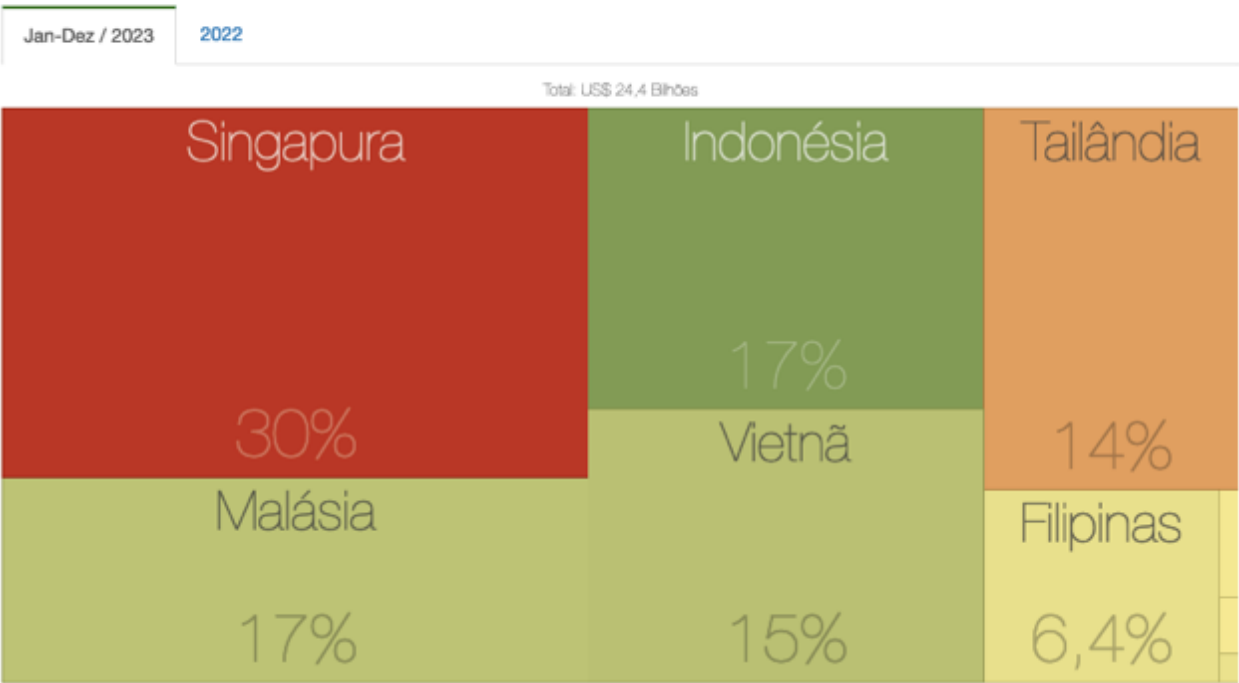 Jan-Dez / 2023
2022
Total: US$ 24,4 Bilhões
Singapura
30%
Indonésia
17%
Tailândia
14%
Malásia
17%
Vietnã
15%
Filipinas
6,4%